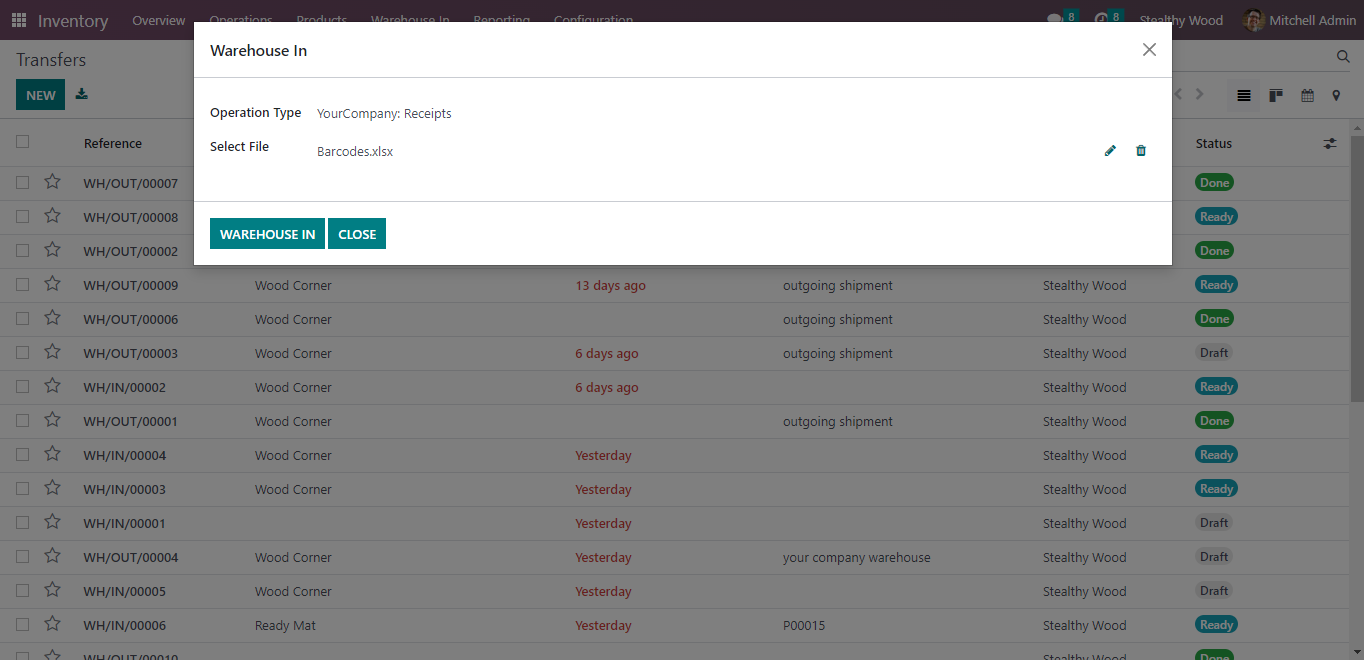 Inventory Overview Operations Products Warehouse In Reporting Configuration 8 8 Stealthy Wood Mitchell Admin
Transfers
NEW
Warehouse In
Operation Type YourCompany: Receipts
Select File Barcodes.xlsx
WAREHOUSE IN CLOSE
Reference Status
WH/OUT/00007 Done
WH/OUT/00008 Ready
WH/OUT/00002 Done
WH/OUT/00009 Wood Corner 13 days ago outgoing shipment Stealthy Wood Ready
WH/OUT/00006 Wood Corner outgoing shipment Stealthy Wood Done
WH/OUT/00003 Wood Corner 6 days ago outgoing shipment Stealthy Wood Draft
WH/IN/00002 Wood Corner 6 days ago Stealthy Wood Ready
WH/OUT/00001 Wood Corner outgoing shipment Stealthy Wood Done
WH/IN/00004 Wood Corner Yesterday Stealthy Wood Ready
WH/IN/00003 Wood Corner Yesterday Stealthy Wood Ready
WH/IN/00001 Yesterday Stealthy Wood Draft
WH/OUT/00004 Wood Corner Yesterday your company warehouse Stealthy Wood Draft
WH/IN/00005 Wood Corner Yesterday Stealthy Wood Draft
WH/IN/00006 Ready Mat Yesterday P00015 Stealthy Wood Ready
WH/OUT/00010 Done